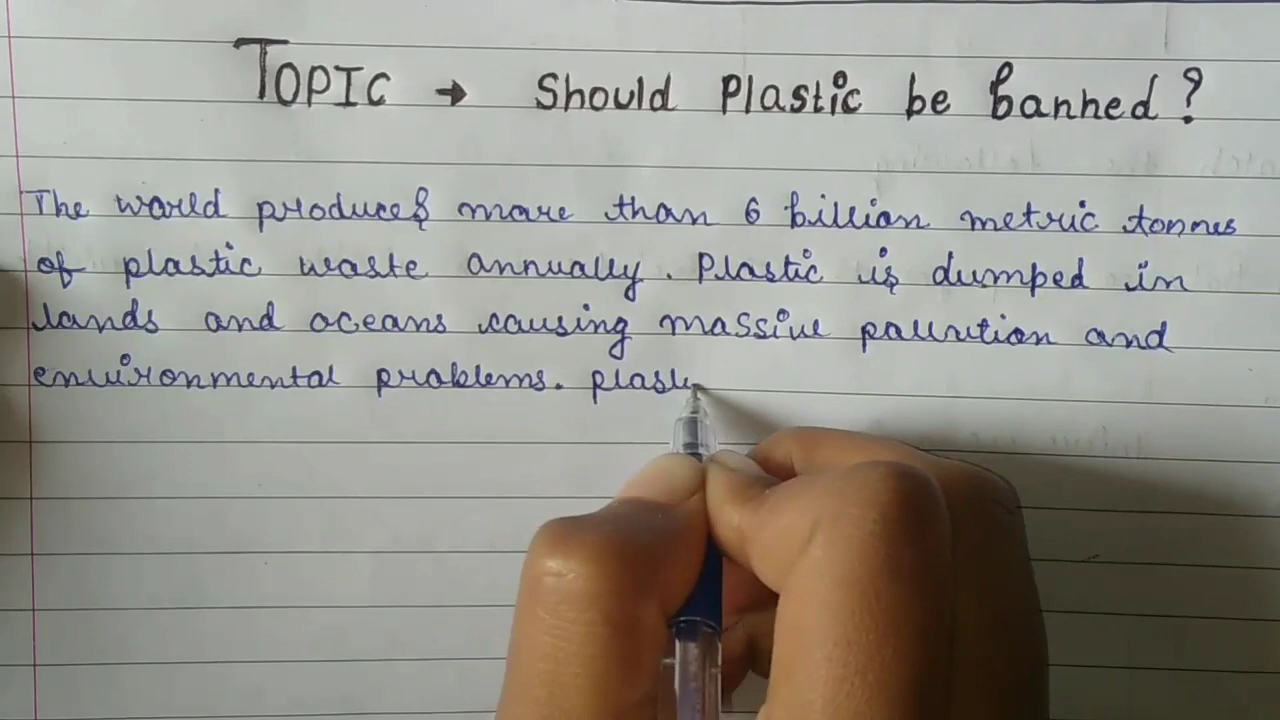 TOPIC → Should Plastic be banned?
The world produces more than 6 billion metric tonnes
of plastic waste annually. Plastic is dumped in
lands and oceans causing massive pollution and
environmental problems. plast